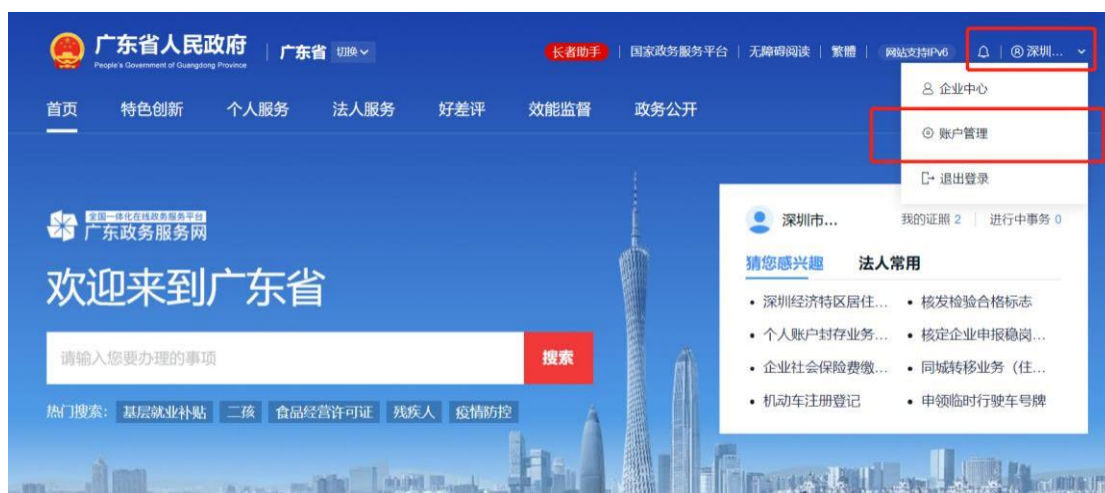 广东省人民政府 广东省 切换 长者助手 国家政务服务平台 无障碍阅读 繁體 网站支持IPv6 ® 深圳...
People's Government of Guangdong Province
企业中心
首页 特色创新 个人服务 法人服务 好差评 效能监督 政务公开
账户管理
退出登录
全国一体化在线政务服务平台
广东政务服务网
深圳市... 我的证照 2 进行中事务 0
欢迎来到广东省
猜您感兴趣 法人常用
• 深圳经济特区居住... • 核发检验合格标志
• 个人账户封存业务... • 核定企业申报稳岗...
请输入您要办理的事项 搜索
• 企业社会保险费缴... • 同城转移业务（住...
• 机动车注册登记 • 申领临时行驶车号牌
热门搜索： 基层就业补贴 二孩 食品经营许可证 残疾人 疫情防控